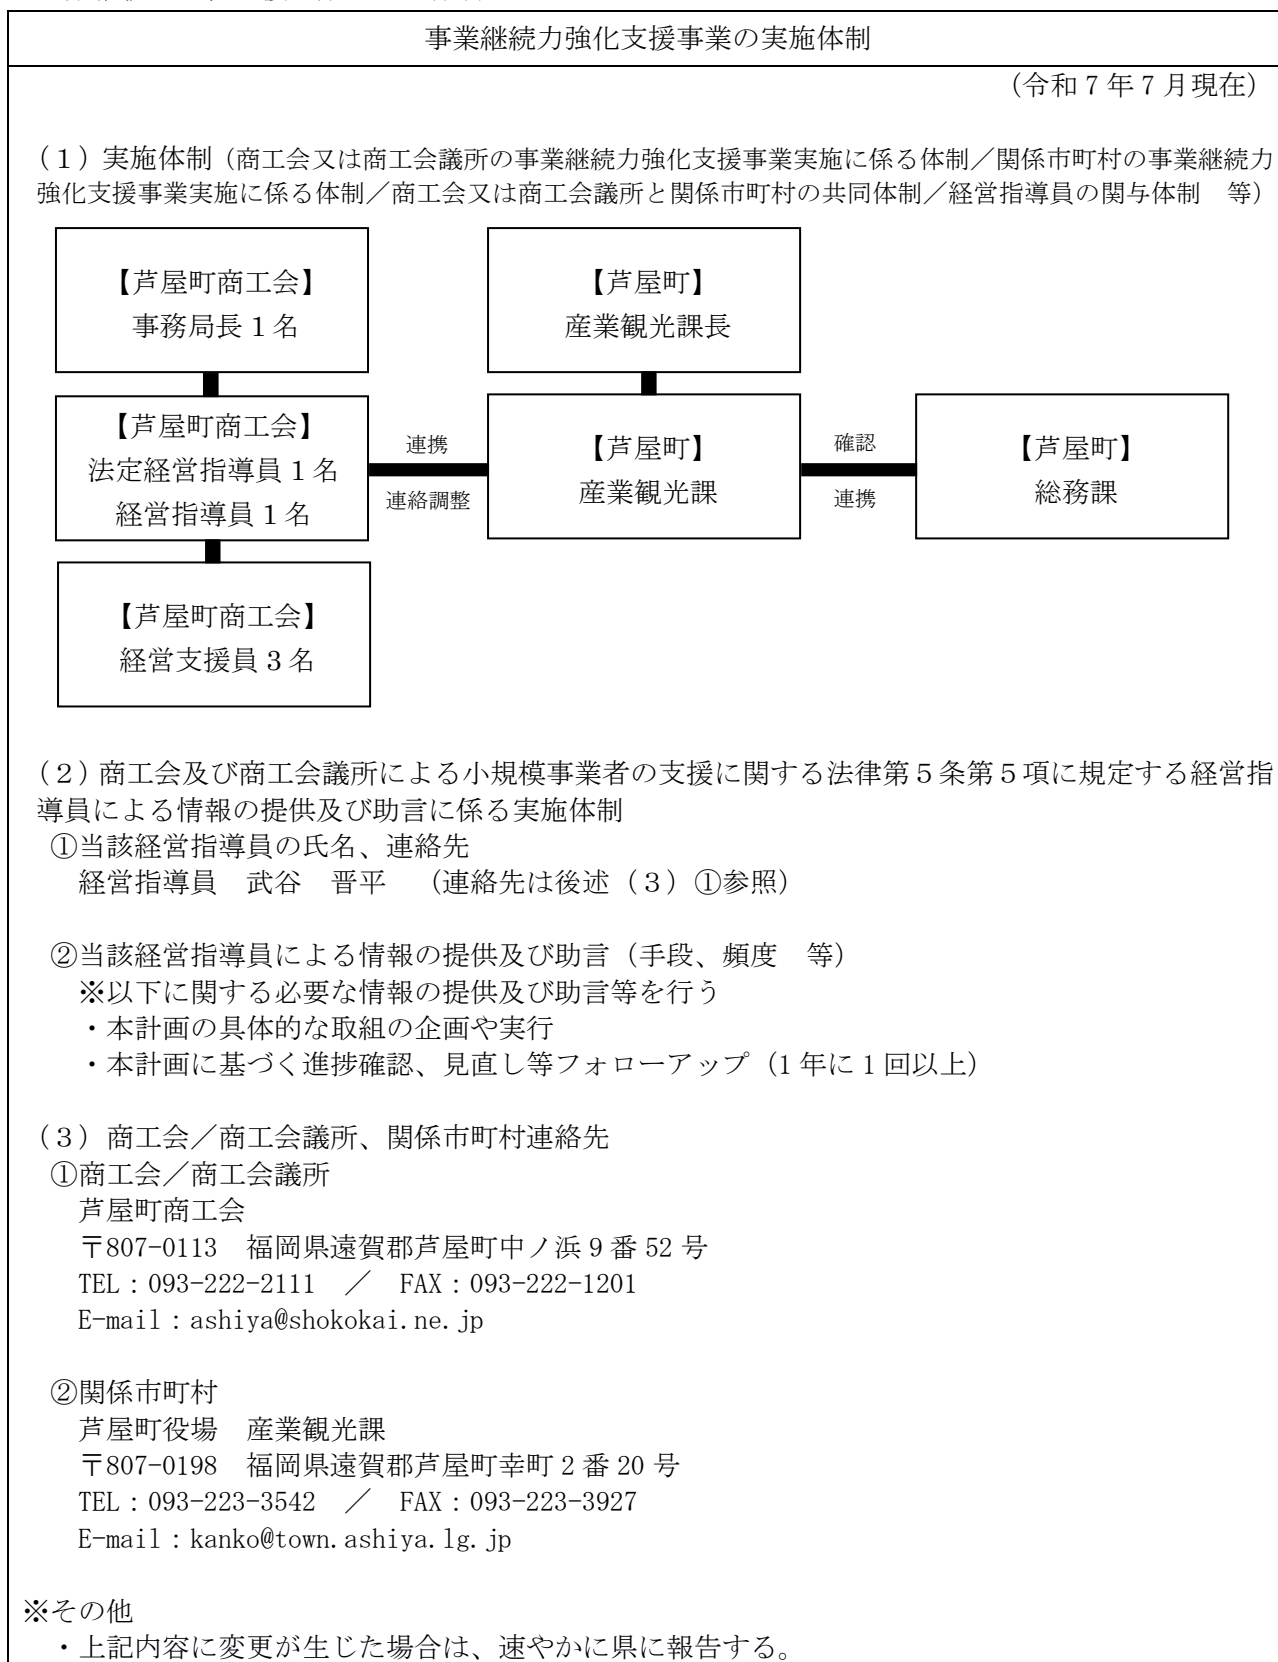 事業継続力強化支援事業の実施体制
（令和７年７月現在）
（１）実施体制（商工会又は商工会議所の事業継続力強化支援事業実施に係る体制／関係市町村の事業継続力
強化支援事業実施に係る体制／商工会又は商工会議所と関係市町村の共同体制／経営指導員の関与体制　等）
【芦屋町商工会】
事務局長１名
【芦屋町】
産業観光課長
【芦屋町商工会】
法定経営指導員１名
経営指導員１名
連携
連絡調整
【芦屋町】
産業観光課
確認
連携
【芦屋町】
総務課
【芦屋町商工会】
経営支援員３名
（２）商工会及び商工会議所による小規模事業者の支援に関する法律第５条第５項に規定する経営指
導員による情報の提供及び助言に係る実施体制
①当該経営指導員の氏名、連絡先
経営指導員　武谷　晋平　（連絡先は後述（３）①参照）
②当該経営指導員による情報の提供及び助言（手段、頻度　等）
※以下に関する必要な情報の提供及び助言等を行う
・本計画の具体的な取組の企画や実行
・本計画に基づく進捗確認、見直し等フォローアップ（1年に1回以上）
（３）商工会／商工会議所、関係市町村連絡先
①商工会／商工会議所
芦屋町商工会
〒807-0113　福岡県遠賀郡芦屋町中ノ浜9番52号
TEL：093-222-2111　／　FAX：093-222-1201
E-mail：ashiya@shokokai.ne.jp
②関係市町村
芦屋町役場　産業観光課
〒807-0198　福岡県遠賀郡芦屋町幸町2番20号
TEL：093-223-3542　／　FAX：093-223-3927
E-mail：kanko@town.ashiya.lg.jp
※その他
・上記内容に変更が生じた場合は、速やかに県に報告する。